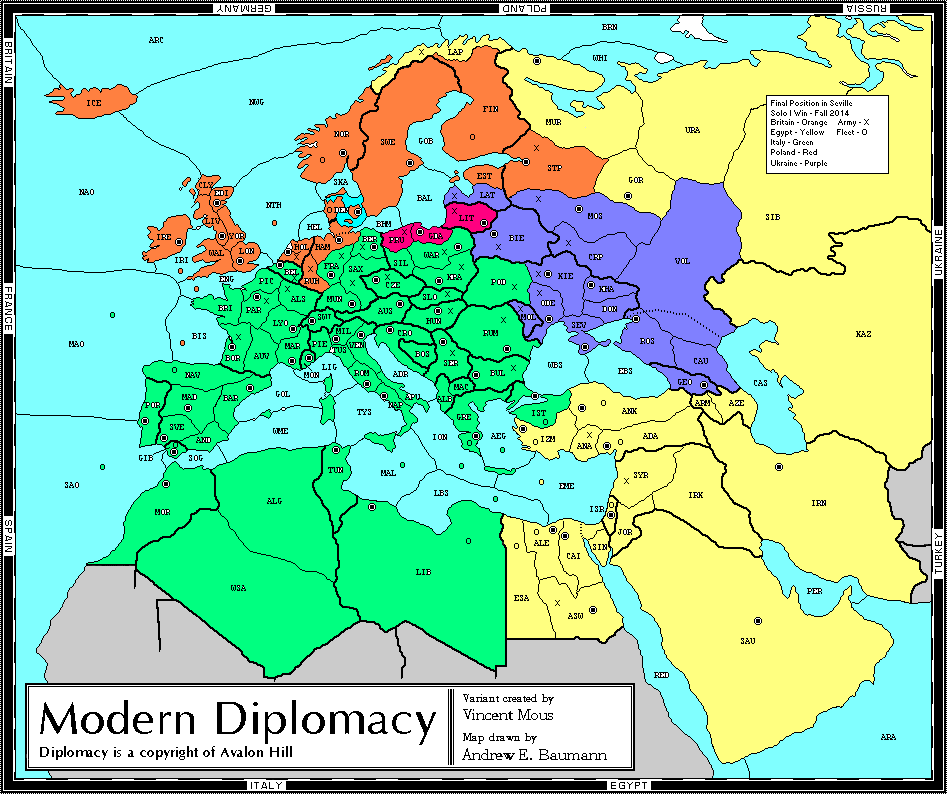 GERMANY
POLAND
RUSSIA
BRITAIN
FRANCE
SPAIN
UKRAINE
TURKEY
ITALY
EGYPT
ARC
BRN
LAP
WHI
ICE
NWG
FIN
MUR
URA
NOR
SWE
GOB
STP
EST
GOR
SKA
NAO
CLY
EDI
BAL
LAT
LIT
MOS
SIB
NTH
DEN
LIV
YOR
HEL
BHM
IRE
WAL
LON
HOL
HAM
BER
PRU
GDA
BIE
IRI
BEL
RUH
FRA
SAX
SIL
WAR
CRP
VOL
ENG
PIC
CZE
KRA
POD
KIE
KHA
BRI
PAR
ALS
MUN
AUS
SLO
ODE
DON
HUN
MOL
SEV
KAZ
MAO
BIS
LYO
SWT
MIL
VEN
CRO
RUM
ROS
CAU
BOR
AUV
MAR
PIE
TUS
BOS
SER
BUL
WBS
EBS
GEO
CAS
NAV
MON
LIG
ROM
ADR
MAC
POR
MAD
BAR
GOL
NAP
APU
ALB
GRE
IST
ANK
ARM
AZE
SVE
AND
WME
TYS
ION
AEG
IZM
ANA
ADA
GIB
SOG
SAO
TUN
MAL
LBS
EME
SYR
IRK
IRN
MOR
ALG
ISR
JOR
ALE
CAI
SIN
LIB
WSA
ESA
ASW
PER
SAU
RED
ARA
Final Position in Seville
Solo I Win - Fall 2014
Britain - Orange Army - X
Egypt - Yellow Fleet - O
Italy - Green
Poland - Red
Ukraine - Purple
Modern Diplomacy
Diplomacy is a copyright of Avalon Hill
Variant created by
Vincent Mous
Map drawn by
Andrew E. Baumann